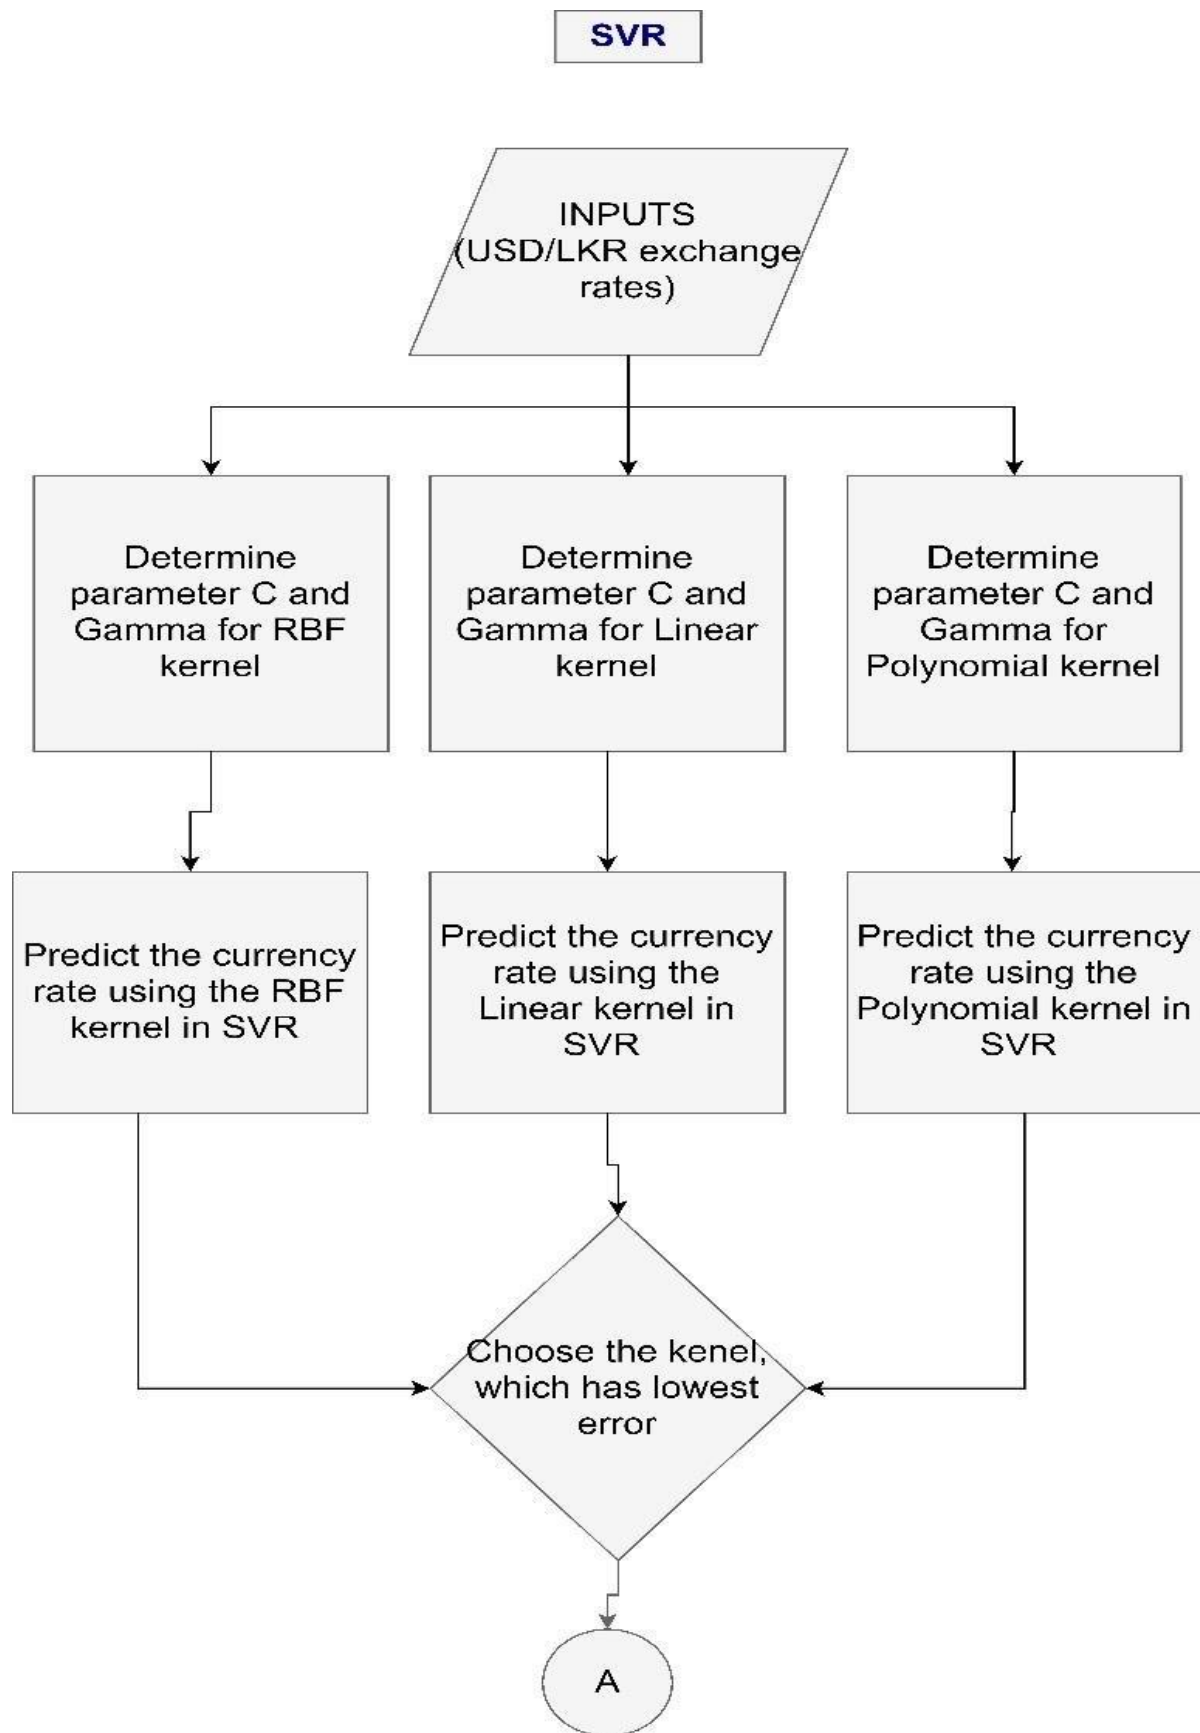 SVR
INPUTS
(USD/LKR exchange
rates)
Determine
parameter C and
Gamma for RBF
kernel
Determine
parameter C and
Gamma for Linear
kernel
Determine
parameter C and
Gamma for
Polynomial kernel
Predict the currency
rate using the RBF
kernel in SVR
Predict the currency
rate using the
Linear kernel in
SVR
Predict the currency
rate using the
Polynomial kernel in
SVR
Choose the kenel,
which has lowest
error
A